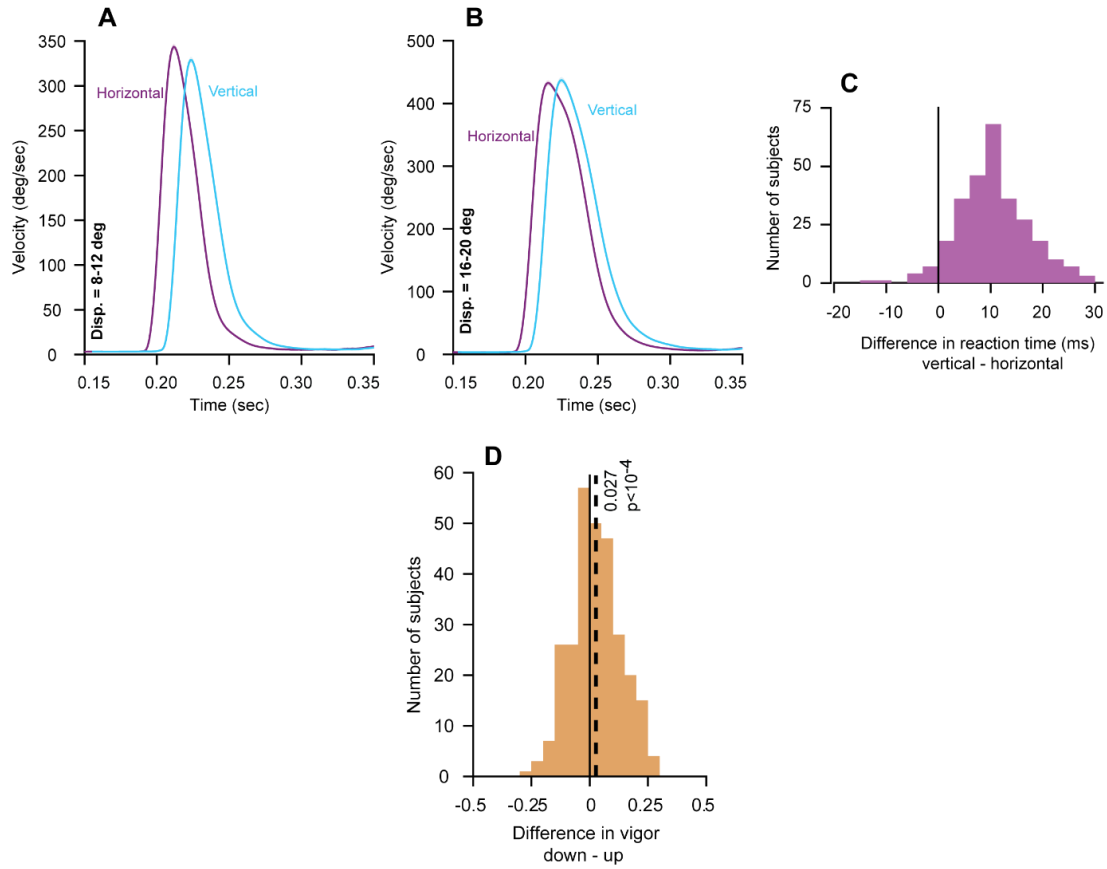 A
350
300
250
200
150
100
50
0
Velocity (deg/sec)
Disp. = 8-12 deg
Horizontal
Vertical
0.15
0.20
0.25
0.30
0.35
Time (sec)
B
500
400
300
200
100
0
Velocity (deg/sec)
Disp. = 16-20 deg
Horizontal
Vertical
0.15
0.20
0.25
0.30
0.35
Time (sec)
C
75
50
25
0
Number of subjects
-20
-10
0
10
20
30
Difference in reaction time (ms)
vertical - horizontal
D
60
50
40
30
20
10
0
Number of subjects
0.027
p<10-4
-0.5
-0.25
0
0.25
0.5
Difference in vigor
down - up